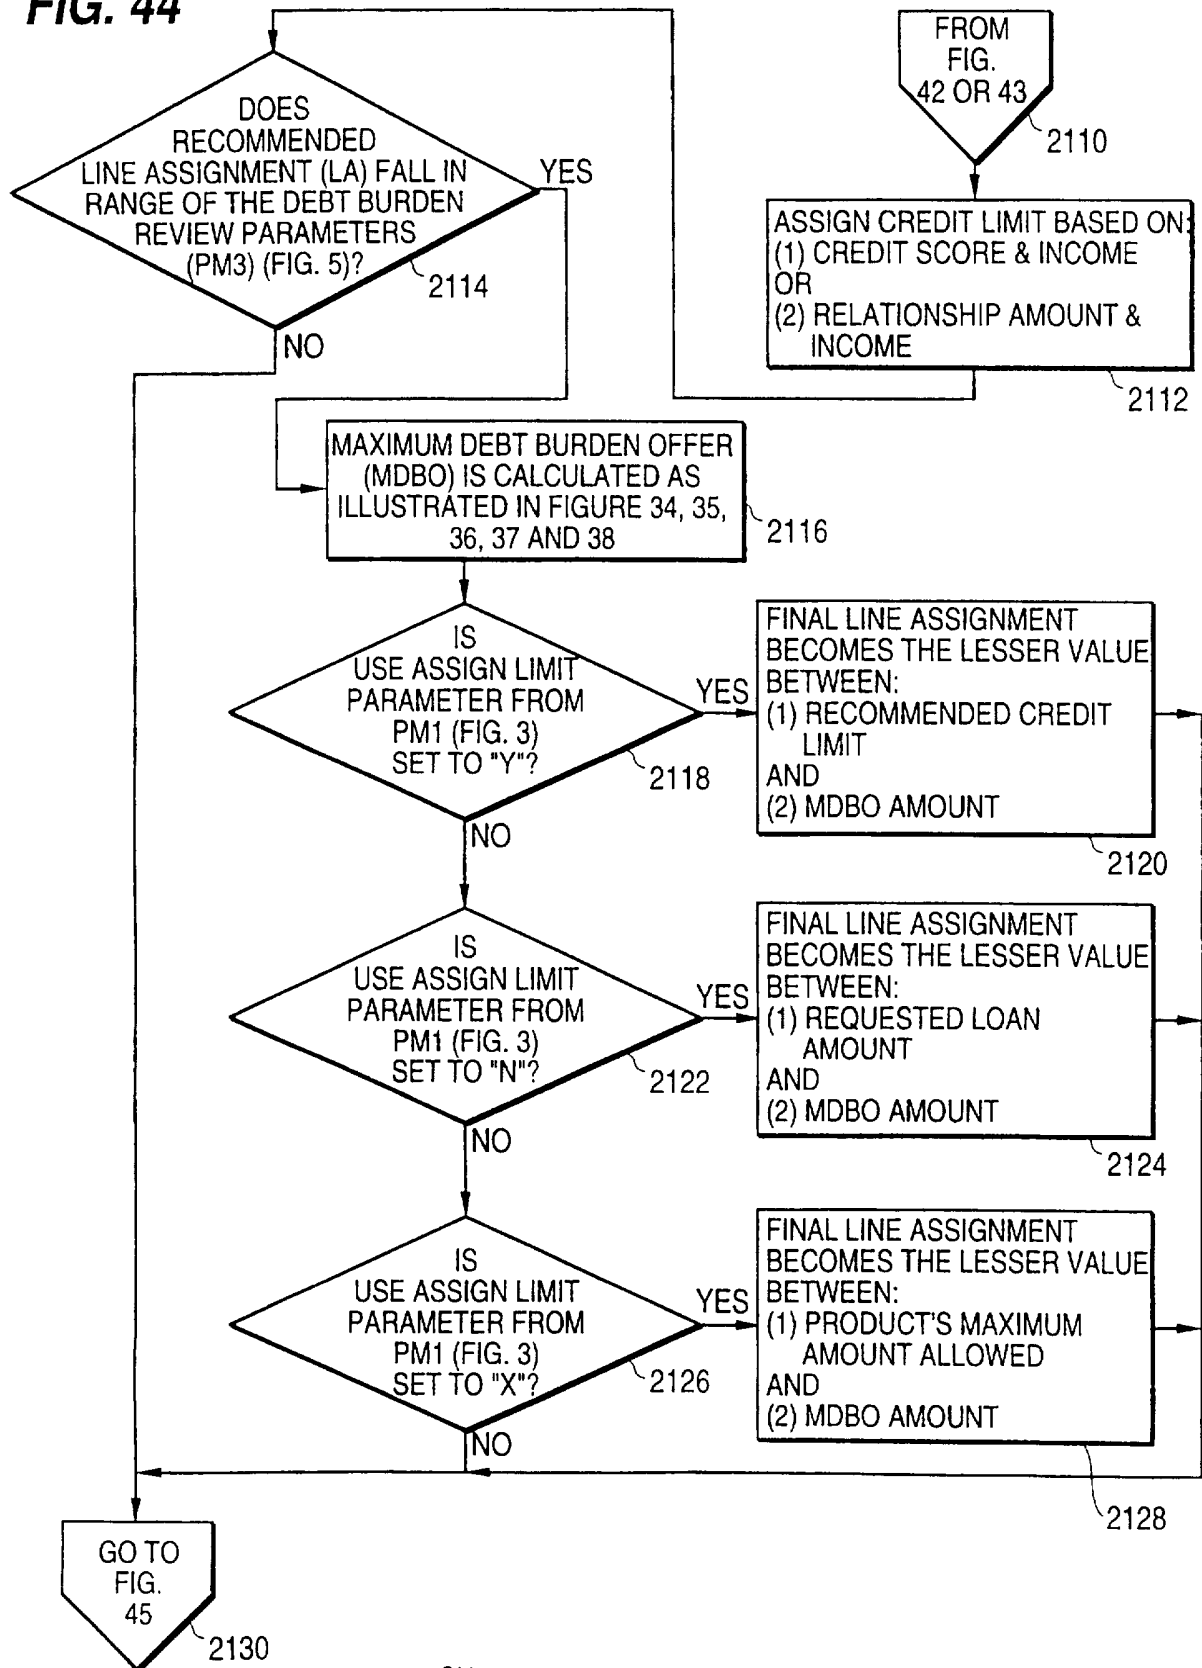 FIG. 44
FROM
FIG.
42 OR 43
2110
ASSIGN CREDIT LIMIT BASED ON:
(1) CREDIT SCORE & INCOME
OR
(2) RELATIONSHIP AMOUNT &
INCOME
2112
DOES
RECOMMENDED
LINE ASSIGNMENT (LA) FALL IN
RANGE OF THE DEBT BURDEN
REVIEW PARAMETERS
(PM3) (FIG. 5)?
2114
YES
NO
MAXIMUM DEBT BURDEN OFFER
(MDBO) IS CALCULATED AS
ILLUSTRATED IN FIGURE 34, 35,
36, 37 AND 38
2116
IS
USE ASSIGN LIMIT
PARAMETER FROM
PM1 (FIG. 3)
SET TO "Y"?
2118
YES
NO
FINAL LINE ASSIGNMENT
BECOMES THE LESSER VALUE
BETWEEN:
(1) RECOMMENDED CREDIT
LIMIT
AND
(2) MDBO AMOUNT
2120
IS
USE ASSIGN LIMIT
PARAMETER FROM
PM1 (FIG. 3)
SET TO "N"?
2122
YES
NO
FINAL LINE ASSIGNMENT
BECOMES THE LESSER VALUE
BETWEEN:
(1) REQUESTED LOAN
AMOUNT
AND
(2) MDBO AMOUNT
2124
IS
USE ASSIGN LIMIT
PARAMETER FROM
PM1 (FIG. 3)
SET TO "X"?
2126
YES
NO
FINAL LINE ASSIGNMENT
BECOMES THE LESSER VALUE
BETWEEN:
(1) PRODUCT'S MAXIMUM
AMOUNT ALLOWED
AND
(2) MDBO AMOUNT
2128
GO TO
FIG.
45
2130